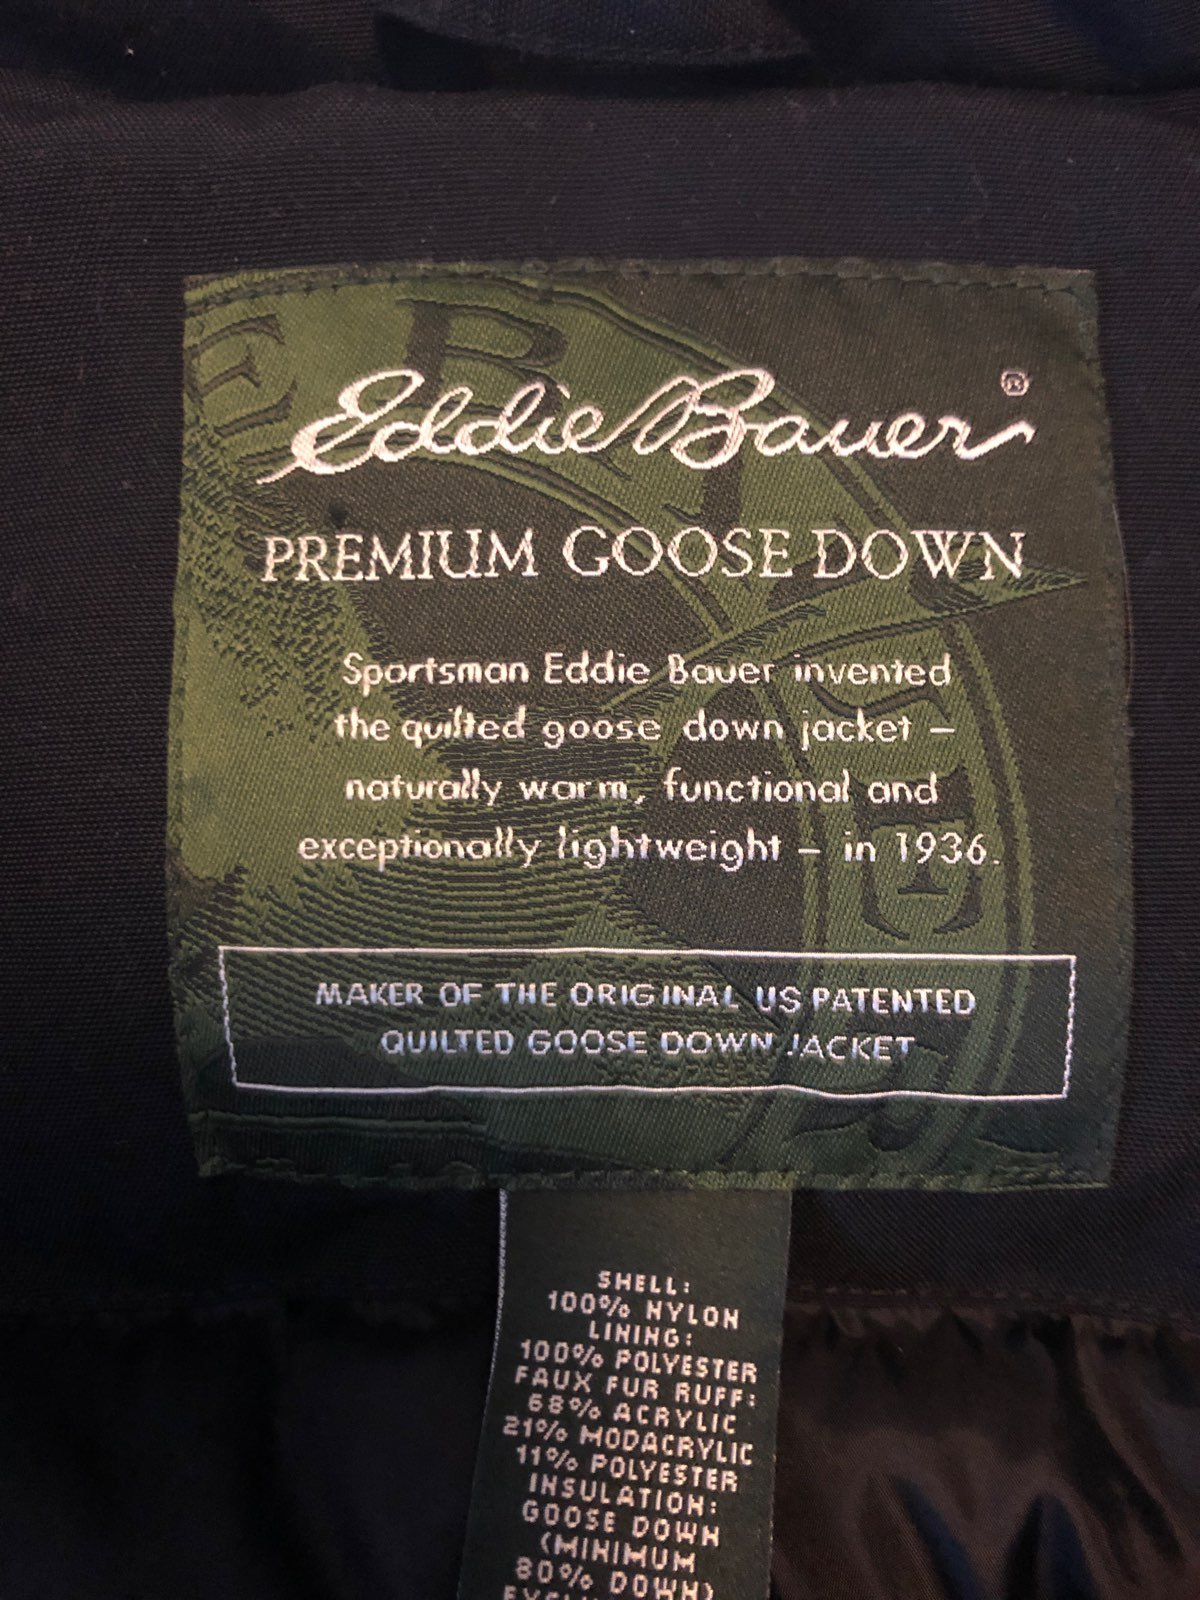 Eddie Bauer®
PREMIUM GOOSE DOWN
Sportsman Eddie Bauer invented
the quilted goose down jacket –
naturally warm, functional and
exceptionally lightweight – in 1936.
MAKER OF THE ORIGINAL US PATENTED
QUILTED GOOSE DOWN JACKET
SHELL:
100% NYLON
LINING:
100% POLYESTER
FAUX FUR RUFF:
68% ACRYLIC
21% MODACRYLIC
11% POLYESTER
INSULATION:
GOOSE DOWN
(MINIMUM
80% DOWN)